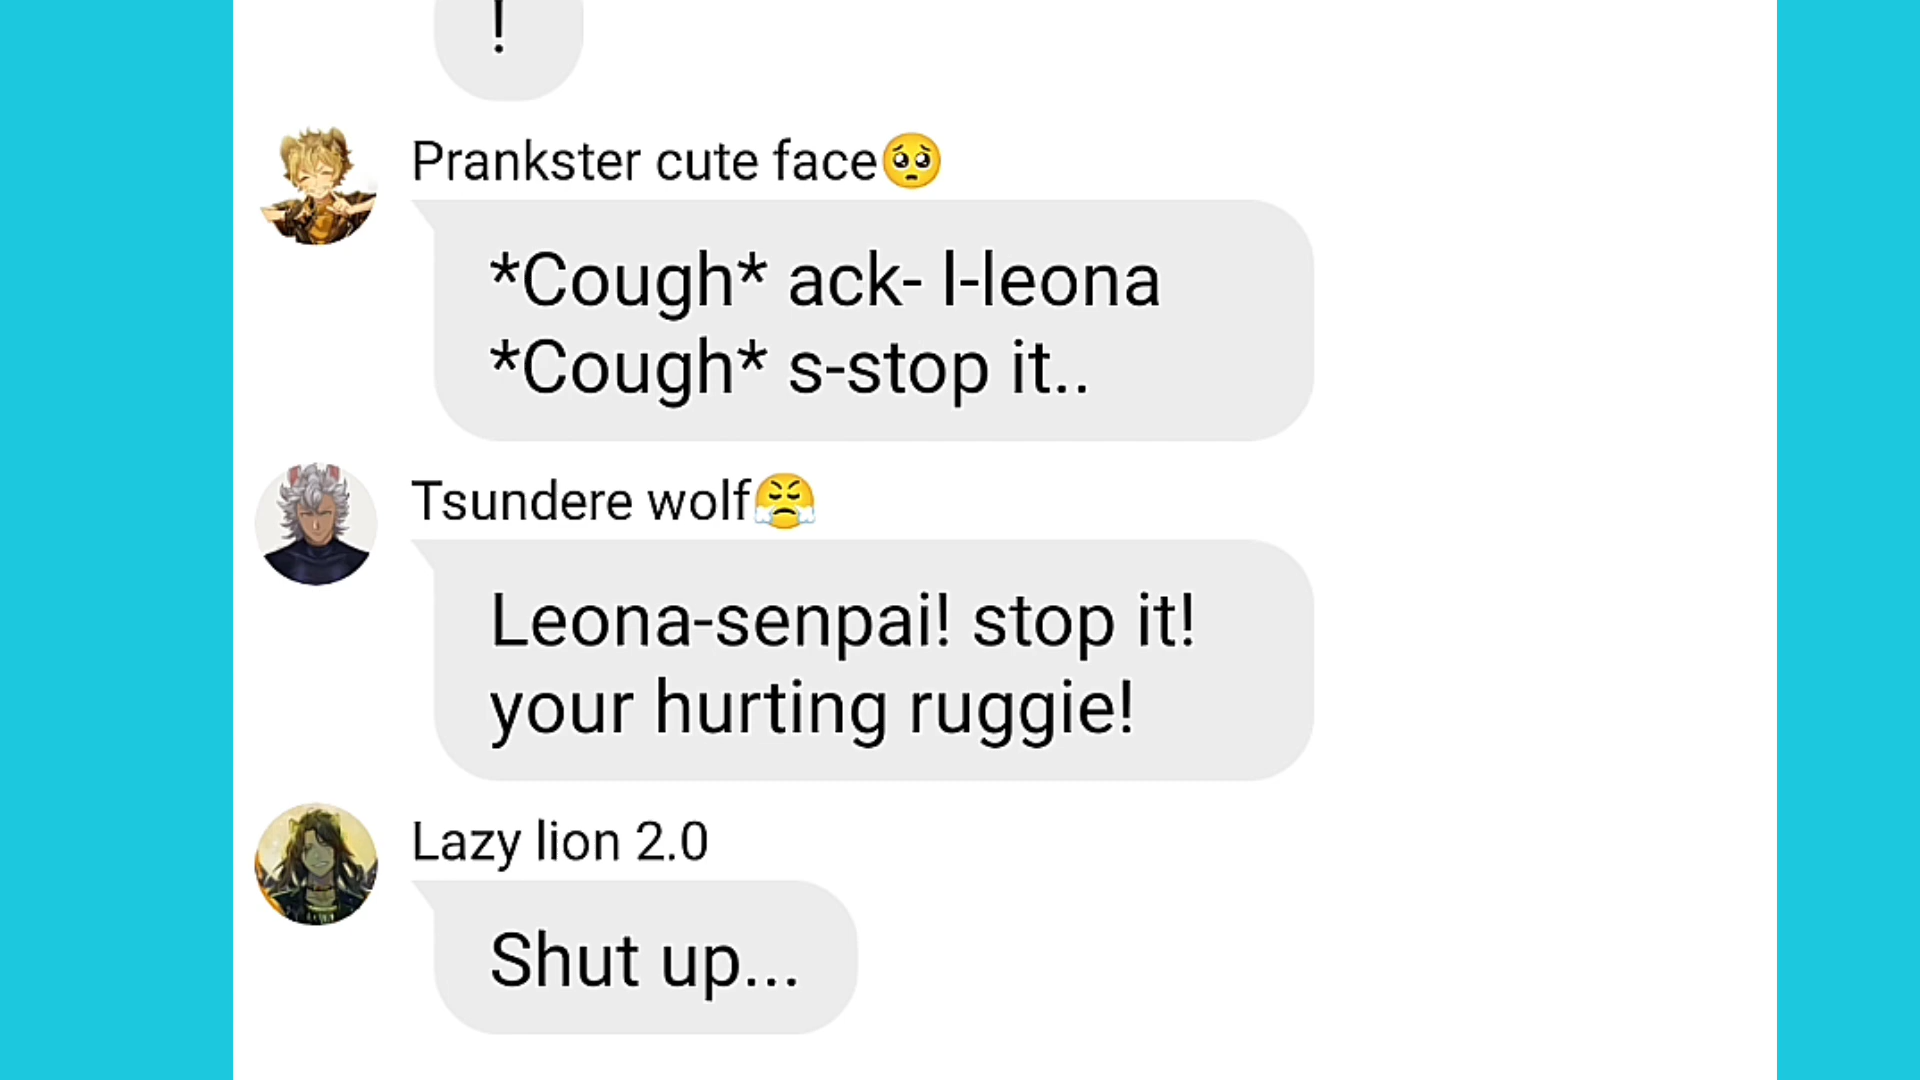 !
Prankster cute face🥺
*Cough* ack- l-leona
*Cough* s-stop it..
Tsundere wolf😤
Leona-senpai! stop it!
your hurting ruggie!
Lazy lion 2.0
Shut up...